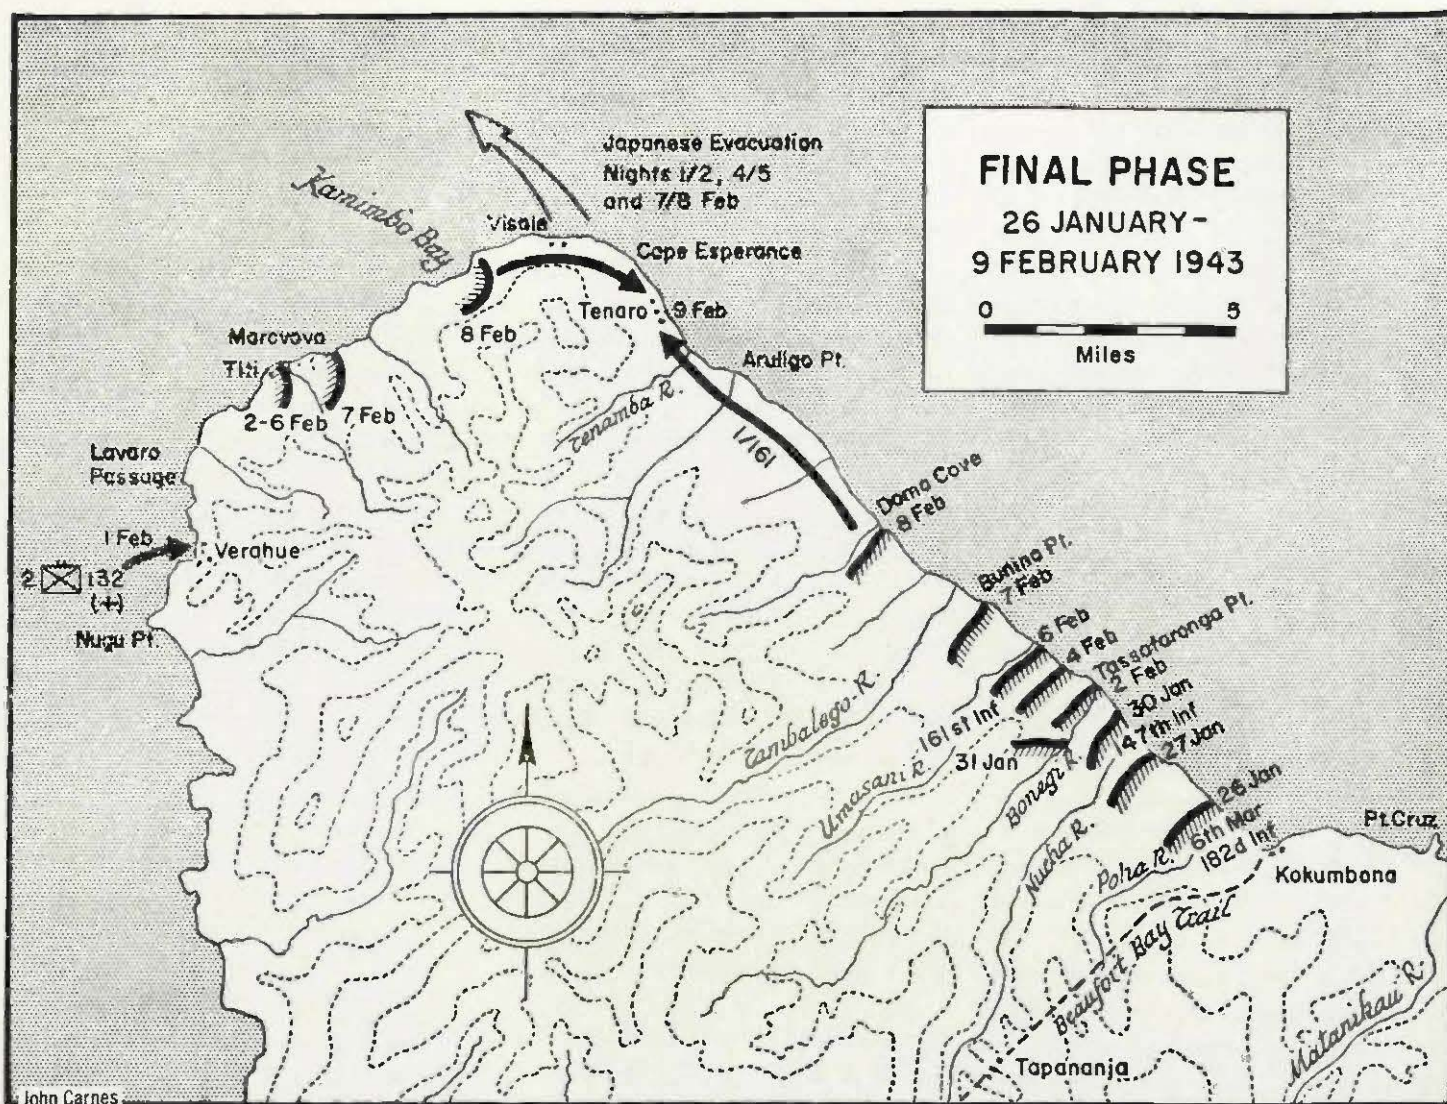 FINAL PHASE
26 JANUARY-
9 FEBRUARY 1943
0 5
Miles
Japanese Evacuation
Nights 1/2, 4/5
and 7/8 Feb
Kamimbo Bay
Visale
Cape Esperance
Tenaro
9 Feb
8 Feb
Marovovo
Titi
2-6 Feb
7 Feb
Aruligo Pt.
Tenamba R.
1/161
Lavaro
Passage
1 Feb
Verahue
2 132
(+)
Nugu Pt.
Doma Cove
8 Feb
Bunina Pt.
7 Feb
6 Feb
4 Feb
Tassafaronga Pt.
2 Feb
30 Jan
147th Inf
27 Jan
161st Inf
31 Jan
Tambalego R.
Umasani R.
Bonegi R.
Nucha R.
Poha R.
26 Jan
6th Mar
182d Inf
Pt. Cruz
Kokumbona
Beaufort Bay Trail
Tapananja
Matanikau R.
John Carnes